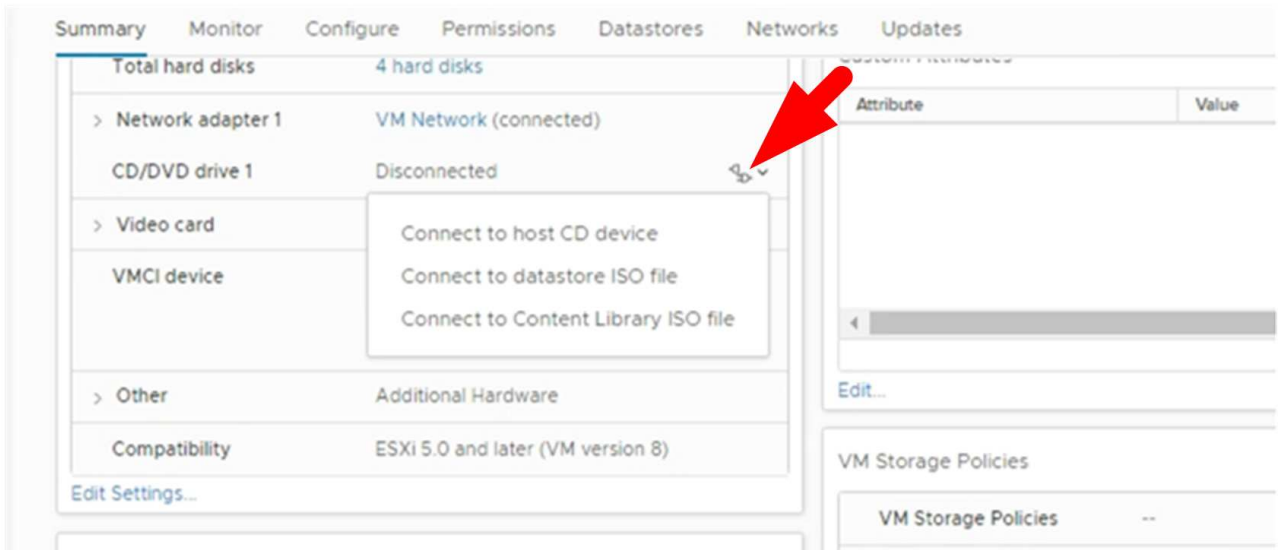 Summary Monitor Configure Permissions Datastores Networks Updates
Total hard disks 4 hard disks
> Network adapter 1 VM Network (connected)
CD/DVD drive 1 Disconnected
> Video card
VMCI device
Connect to host CD device
Connect to datastore ISO file
Connect to Content Library ISO file
> Other Additional Hardware
Compatibility ESXi 5.0 and later (VM version 8)
Edit Settings...
Custom Attributes
Attribute Value
Edit...
VM Storage Policies
VM Storage Policies --